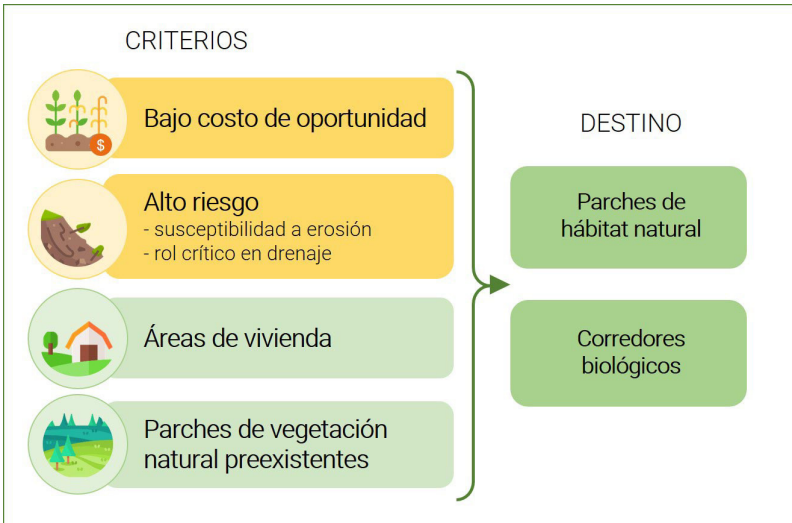 CRITERIOS
Bajo costo de oportunidad
$
Alto riesgo
- susceptibilidad a erosión
- rol crítico en drenaje
Áreas de vivienda
Parches de vegetación
natural preexistentes
DESTINO
Parches de
hábitat natural
Corredores
biológicos